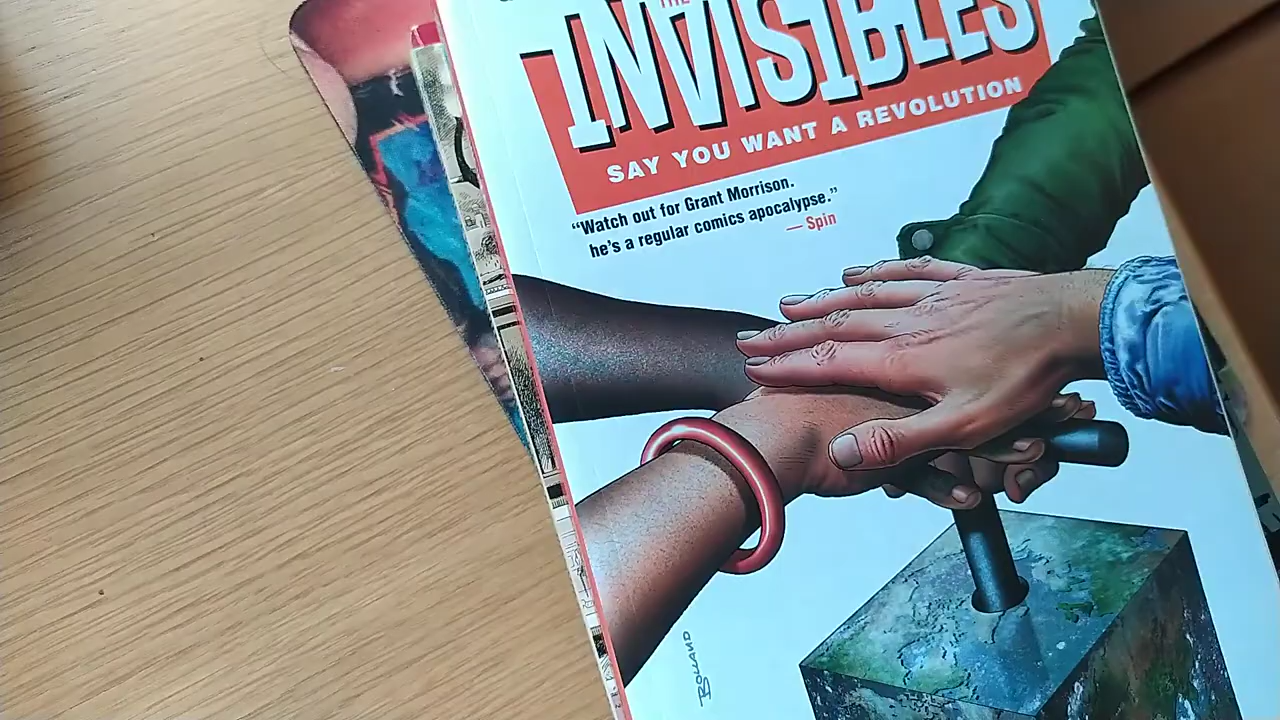 THE
INVISIBLES
SAY YOU WANT A REVOLUTION
“Watch out for Grant Morrison.
he’s a regular comics apocalypse.”
— Spin
BOLLAND